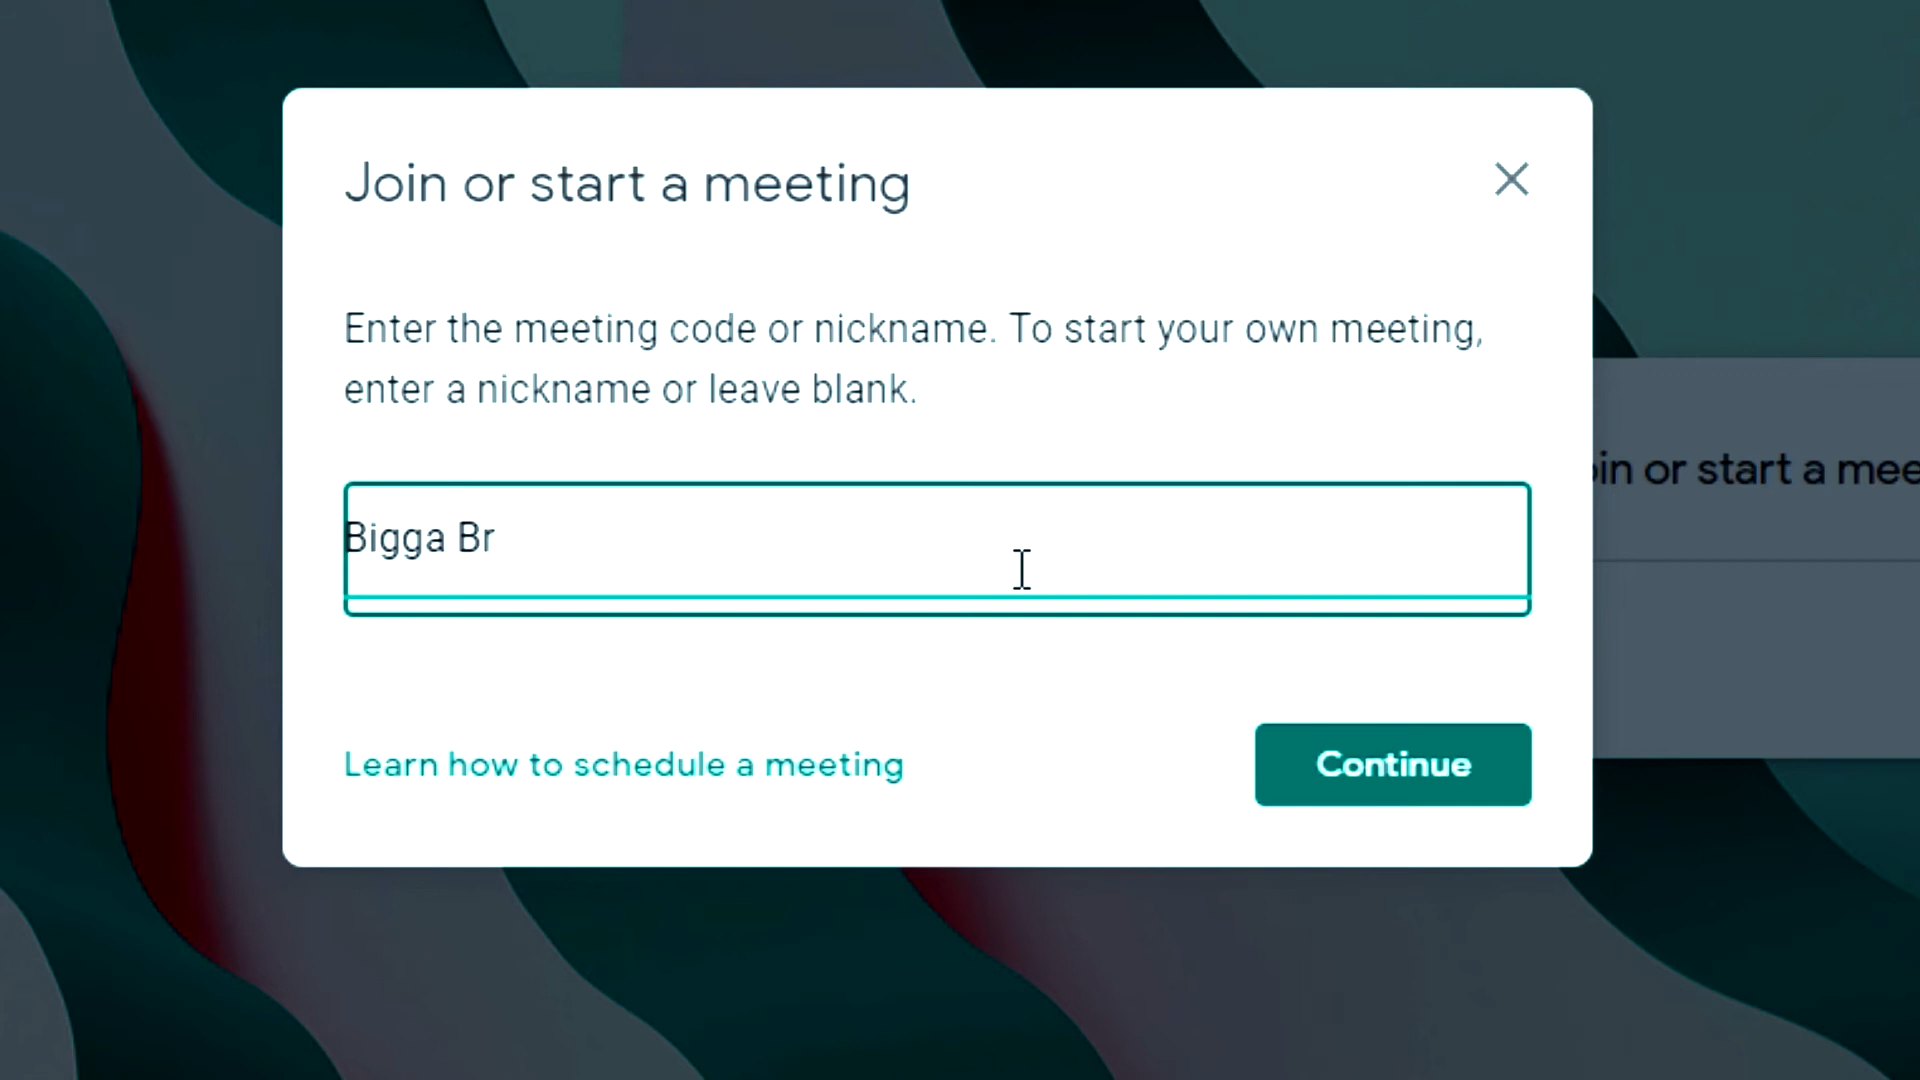 Join or start a meeting
Enter the meeting code or nickname. To start your own meeting,
enter a nickname or leave blank.
in or start a mee
Bigga Br
Learn how to schedule a meeting
Continue